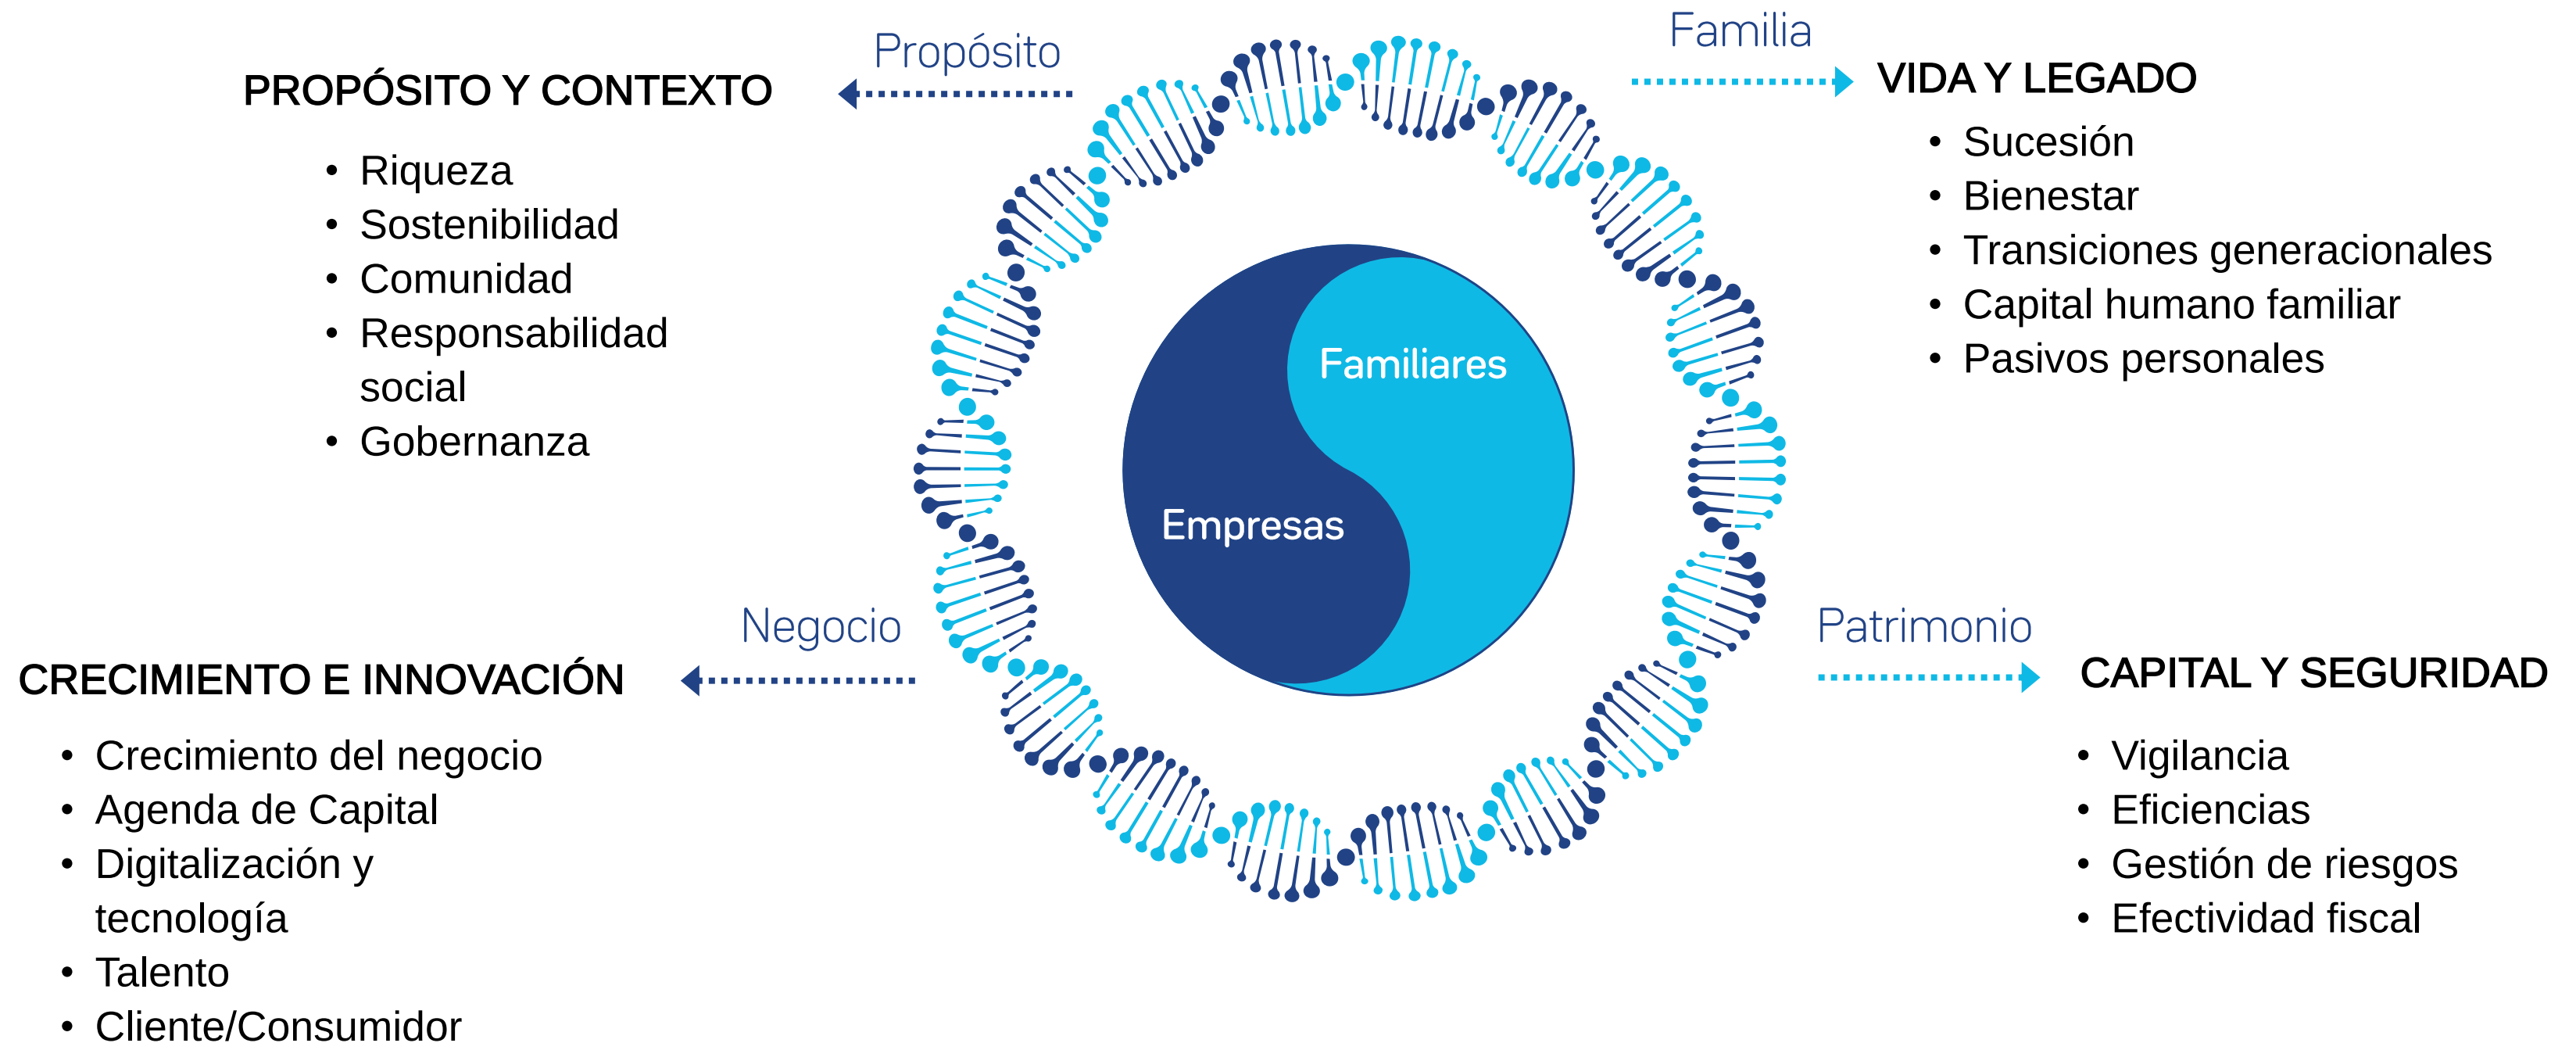 Propósito
PROPÓSITO Y CONTEXTO
• Riqueza
• Sostenibilidad
• Comunidad
• Responsabilidad
social
• Gobernanza
Familia
VIDA Y LEGADO
• Sucesión
• Bienestar
• Transiciones generacionales
• Capital humano familiar
• Pasivos personales
Familiares
Empresas
Negocio
CRECIMIENTO E INNOVACIÓN
• Crecimiento del negocio
• Agenda de Capital
• Digitalización y
tecnología
• Talento
• Cliente/Consumidor
Patrimonio
CAPITAL Y SEGURIDAD
• Vigilancia
• Eficiencias
• Gestión de riesgos
• Efectividad fiscal